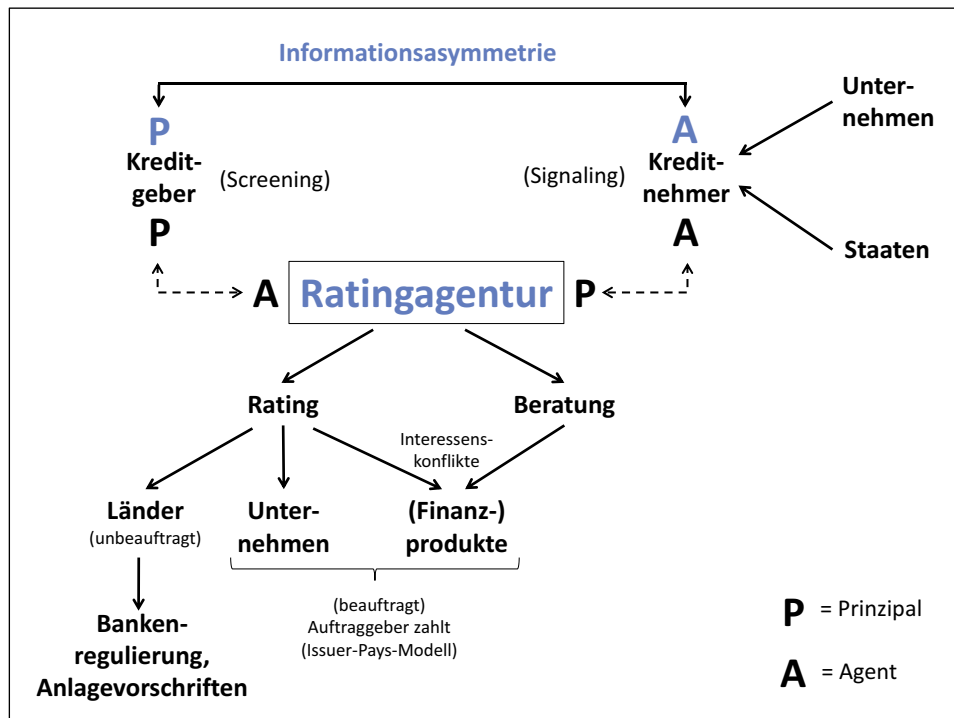 Informationsasymmetrie
P
Kredit-
geber
(Screening)
P
(Signaling)
A
Kredit-
nehmer
A
Unter-
nehmen
Staaten
A
Ratingagentur
P
Rating
Beratung
Interessens-
konflikte
Länder
(unbeauftragt)
Unter-
nehmen
(Finanz-)
produkte
(beauftragt)
Auftraggeber zahlt
(Issuer-Pays-Modell)
Banken-
regulierung,
Anlagevorschriften
P = Prinzipal
A = Agent